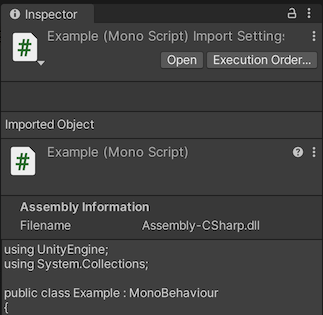 Inspector
Example (Mono Script) Import Settings
Open
Execution Order...
Imported Object
Example (Mono Script)
Assembly Information
Filename Assembly-CSharp.dll
using UnityEngine;
using System.Collections;
public class Example : MonoBehaviour
{